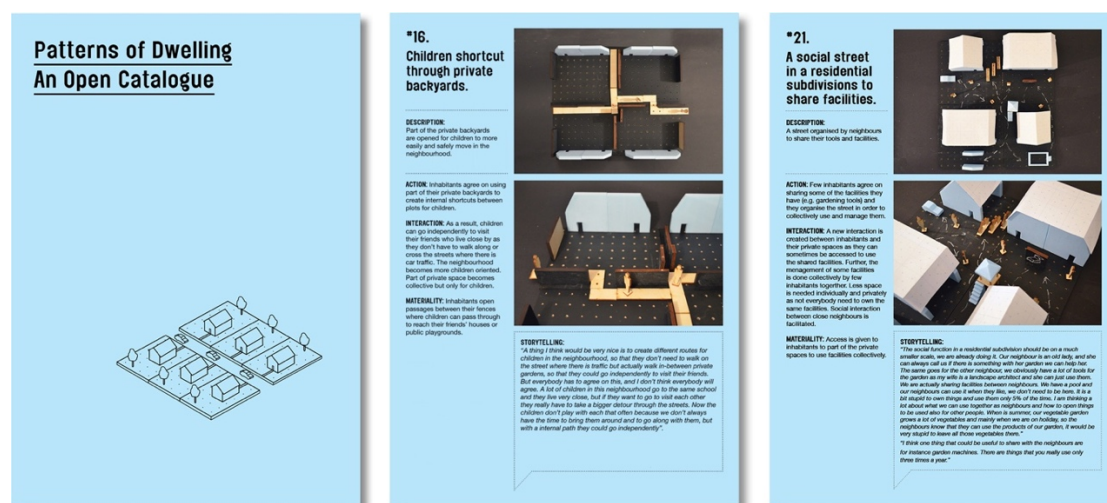 Patterns of Dwelling
An Open Catalogue
#16.
Children shortcut
through private
backyards.
DESCRIPTION:
Part of the private backyards
are opened for children to more
easily and safely move in the
neighbourhood.
ACTION: Inhabitants agree on using
part of their private backyards to
create internal shortcuts between
plots for children.
INTERACTION: As a result, children
can go independently to visit
their friends who live close by as
they don't have to walk along or
cross the streets where there is
car traffic. The neighbourhood
becomes more children oriented.
Part of private space becomes
collective but only for children.
MATERIALITY: Inhabitants open
passages between their fences
where children can pass through
to reach their friends' houses or
public playgrounds.
STORYTELLING:
"A thing I think would be very nice is to create different routes for
children in the neighbourhood, so that they don't need to walk on
the street where there is traffic but actually walk in-between private
gardens, so that they could go independently to visit their friends.
But everybody has to agree on this, and I don't think everybody will
agree. A lot of children in this neighbourhood go to the same school
and they live very close, but if they want to go to visit each other
they really have to take a bigger detour through the streets. Now the
children don't play with each that often because we don't always
have the time to bring them around and to go along with them, but
with a internal path they could go independently".
#21.
A social street
in a residential
subdivisions to
share facilities.
DESCRIPTION:
A street organised by neighbours
to share their tools and facilities.
ACTION: Few inhabitants agree on
sharing some of the facilities they
have (e.g. gardening tools) and
they organise the street in order to
collectively use and manage them.
INTERACTION: A new interaction is
created between inhabitants and
their private spaces as they can
sometimes be accessed to use
the shared facilities. Further, the
menagement of some facilities
is done collectively by few
inhabitants togerther. Less space
is needed individually and privately
as not everybody need to own the
same facilities. Social interaction
between close neighbours is
facilitated.
MATERIALITY: Access is given to
inhabitants to part of the private
spaces to use facilities collectively.
STORYTELLING:
"The social function in a residential subdivision should be on a much
smaller scale, we are already doing it. Our neighbour is an old lady, and she
can always call us if there is something with her garden we can help her.
The same goes for the other neighbour, we obviously have a lot of tools for
the garden as my wife is a landscape architect and she can just use them.
We are actually sharing facilities between neighbours. We have a pool and
our neighbours can use it when they like, we don't need to be here. It is a
bit stupid to own things and use them only 5% of the time. I am thinking a
lot about what we can use together as neighbours and how to open things
to be used also for other people. When is summer, our vegetable garden
grows a lot of vegetables and mainly when we are on holiday, so the
neighbours know that they can use the products of our garden, it would be
very stupid to leave all those vegetables there."
"I think one thing that could be useful to share with the neighbours are
for instance garden machines. There are things that you really use only
three times a year."